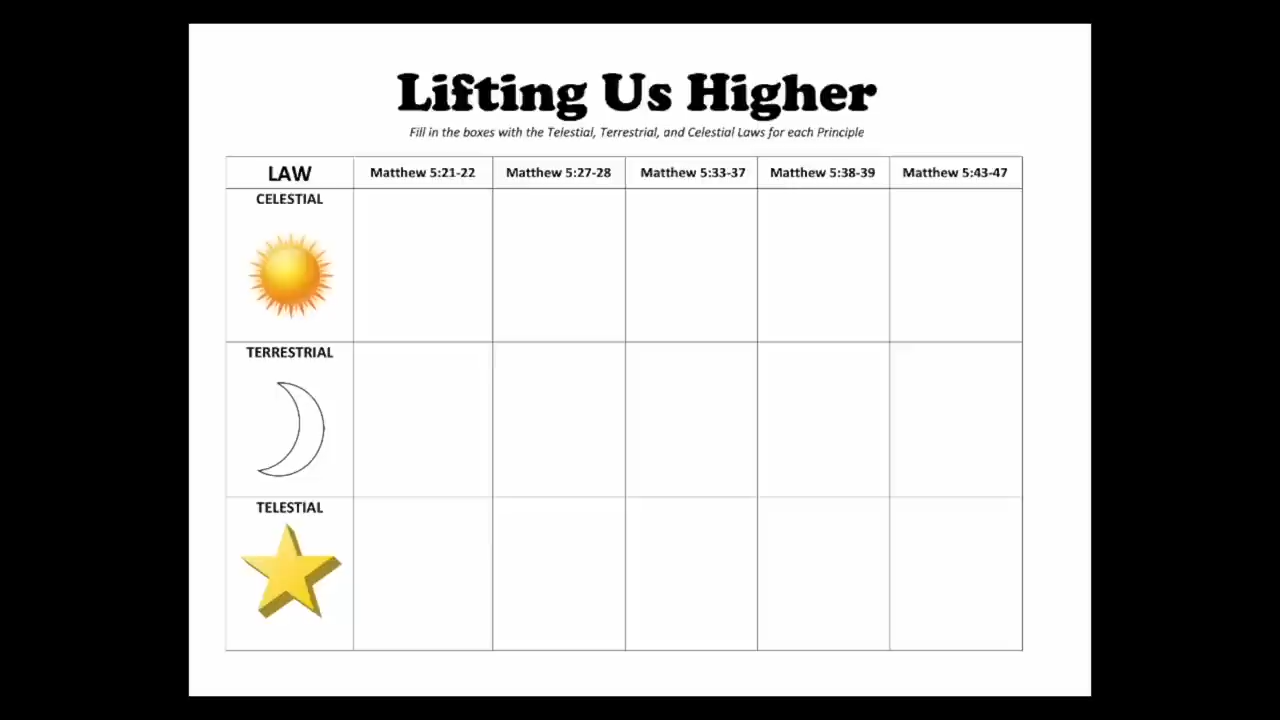 Lifting Us Higher
Fill in the boxes with the Telestial, Terrestrial, and Celestial Laws for each Principle
LAW Matthew 5:21-22 Matthew 5:27-28 Matthew 5:33-37 Matthew 5:38-39 Matthew 5:43-47
CELESTIAL
TERRESTRIAL
TELESTIAL